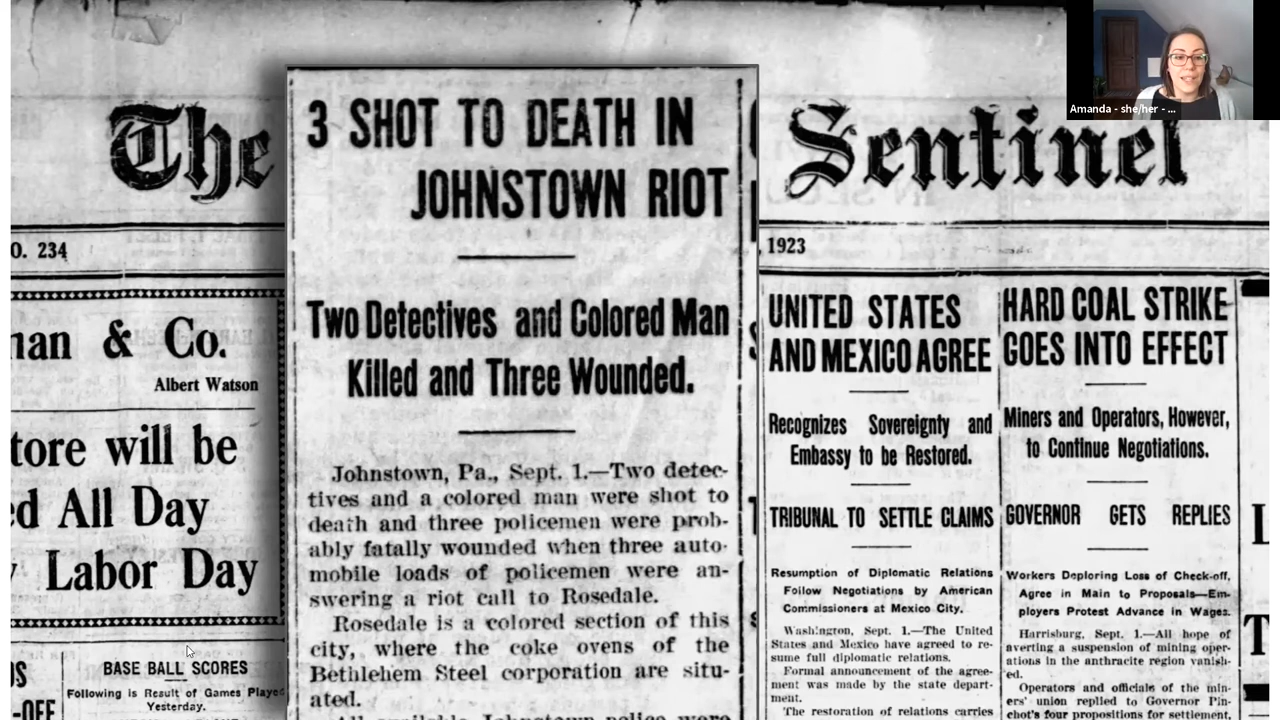 Amanda - she/her - ...
The
Sentinel
O. 234
1923
3 SHOT TO DEATH IN
JOHNSTOWN RIOT
Two Detectives and Colored Man
Killed and Three Wounded.
Johnstown, Pa., Sept. 1.—Two detec-
tives and a colored man were shot to
death and three policemen were prob-
ably fatally wounded when three auto-
mobile loads of policemen were an-
swering a riot call to Rosedale.
Rosedale is a colored section of this
city, where the coke ovens of the
Bethlehem Steel corporation are situ-
ated.
All available Johnstown police were
nan & Co.
Albert Watson
tore will be
ed All Day
y Labor Day
BASE BALL SCORES
Following is Result of Games Played
Yesterday.
-OFF
UNITED STATES
AND MEXICO AGREE
Recognizes Sovereignty and
Embassy to be Restored.
TRIBUNAL TO SETTLE CLAIMS
Resumption of Diplomatic Relations
Follow Negotiations by American
Commissioners at Mexico City.
Washington, Sept. 1.—The United
States and Mexico have agreed to re-
sume full diplomatic relations.
Formal announcement of the agree-
ment was made by the state depart-
ment.
The restoration of relations carries
HARD COAL STRIKE
GOES INTO EFFECT
Miners and Operators, However,
to Continue Negotiations.
GOVERNOR GETS REPLIES
Workers Deploring Loss of Check-off,
Agree in Main to Proposals—Em-
ployers Protest Advance in Wages.
Harrisburg, Sept. 1.—All hope of
averting a suspension of mining oper-
ations in the anthracite region vanish-
ed.
Operators and officials of the min-
ers' union replied to Governor Pin-
chot's four propositions for settlement,